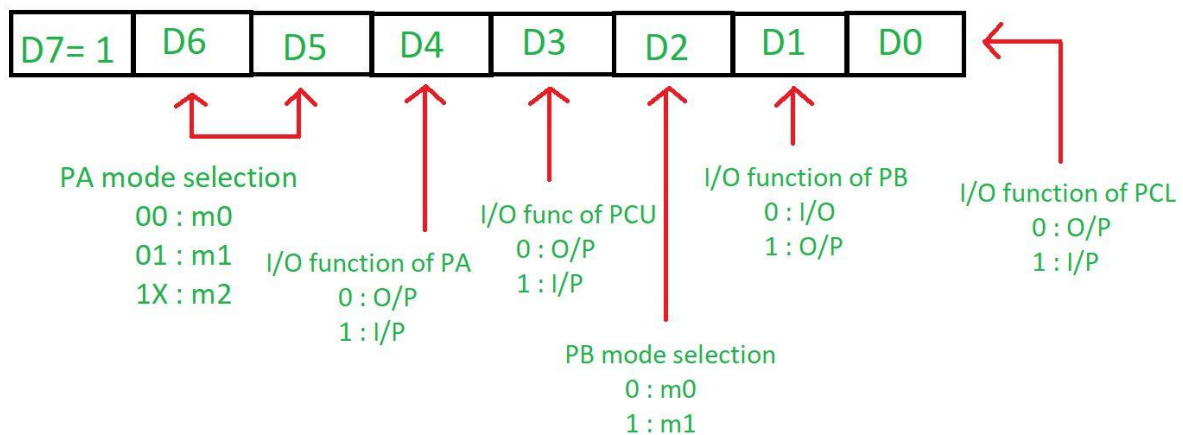 D7= 1 D6 D5 D4 D3 D2 D1 D0
PA mode selection
00 : m0
01 : m1
1X : m2
I/O function of PA
0 : O/P
1 : I/P
I/O func of PCU
0 : O/P
1 : I/P
PB mode selection
0 : m0
1 : m1
I/O function of PB
0 : I/O
1 : O/P
I/O function of PCL
0 : O/P
1 : I/P